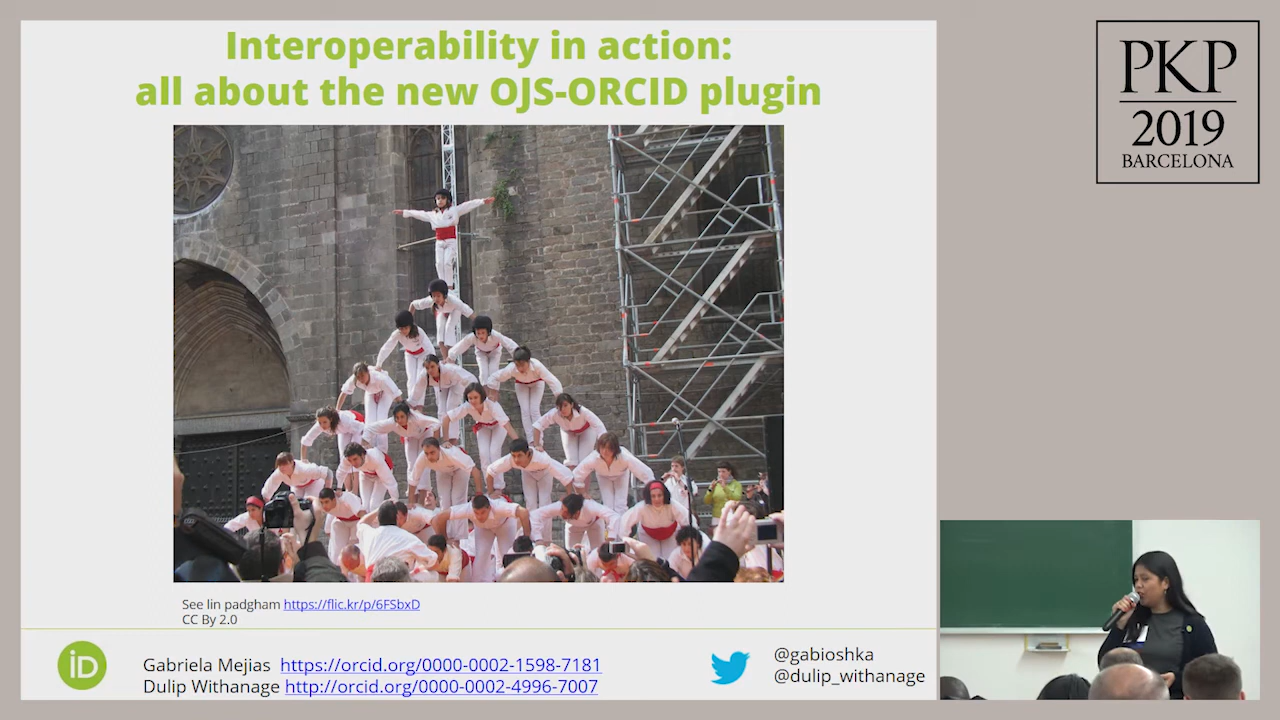 Interoperability in action:
all about the new OJS-ORCID plugin
PKP
2019
BARCELONA
See lin padgham https://flic.kr/p/6FSbxD
CC By 2.0
iD
Gabriela Mejias https://orcid.org/0000-0002-1598-7181
Dulip Withanage http://orcid.org/0000-0002-4996-7007
@gabioshka
@dulip_withanage